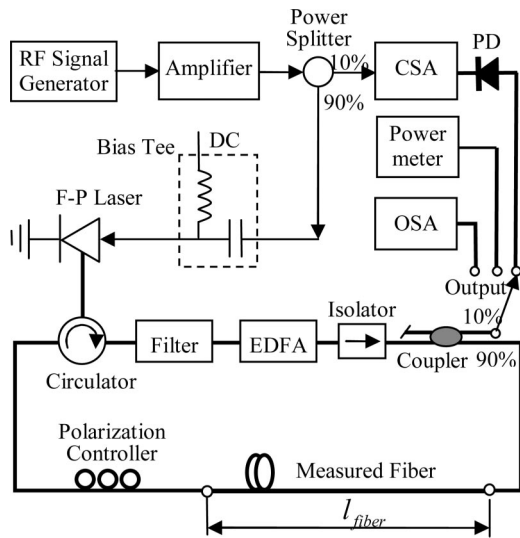 Power
Splitter
PD
RF Signal
Generator
Amplifier
10%
CSA
90%
Bias Tee
DC
Power
meter
F-P Laser
OSA
Output
Isolator
10%
Filter
EDFA
Coupler
90%
Circulator
Polarization
Controller
Measured Fiber
l_fiber